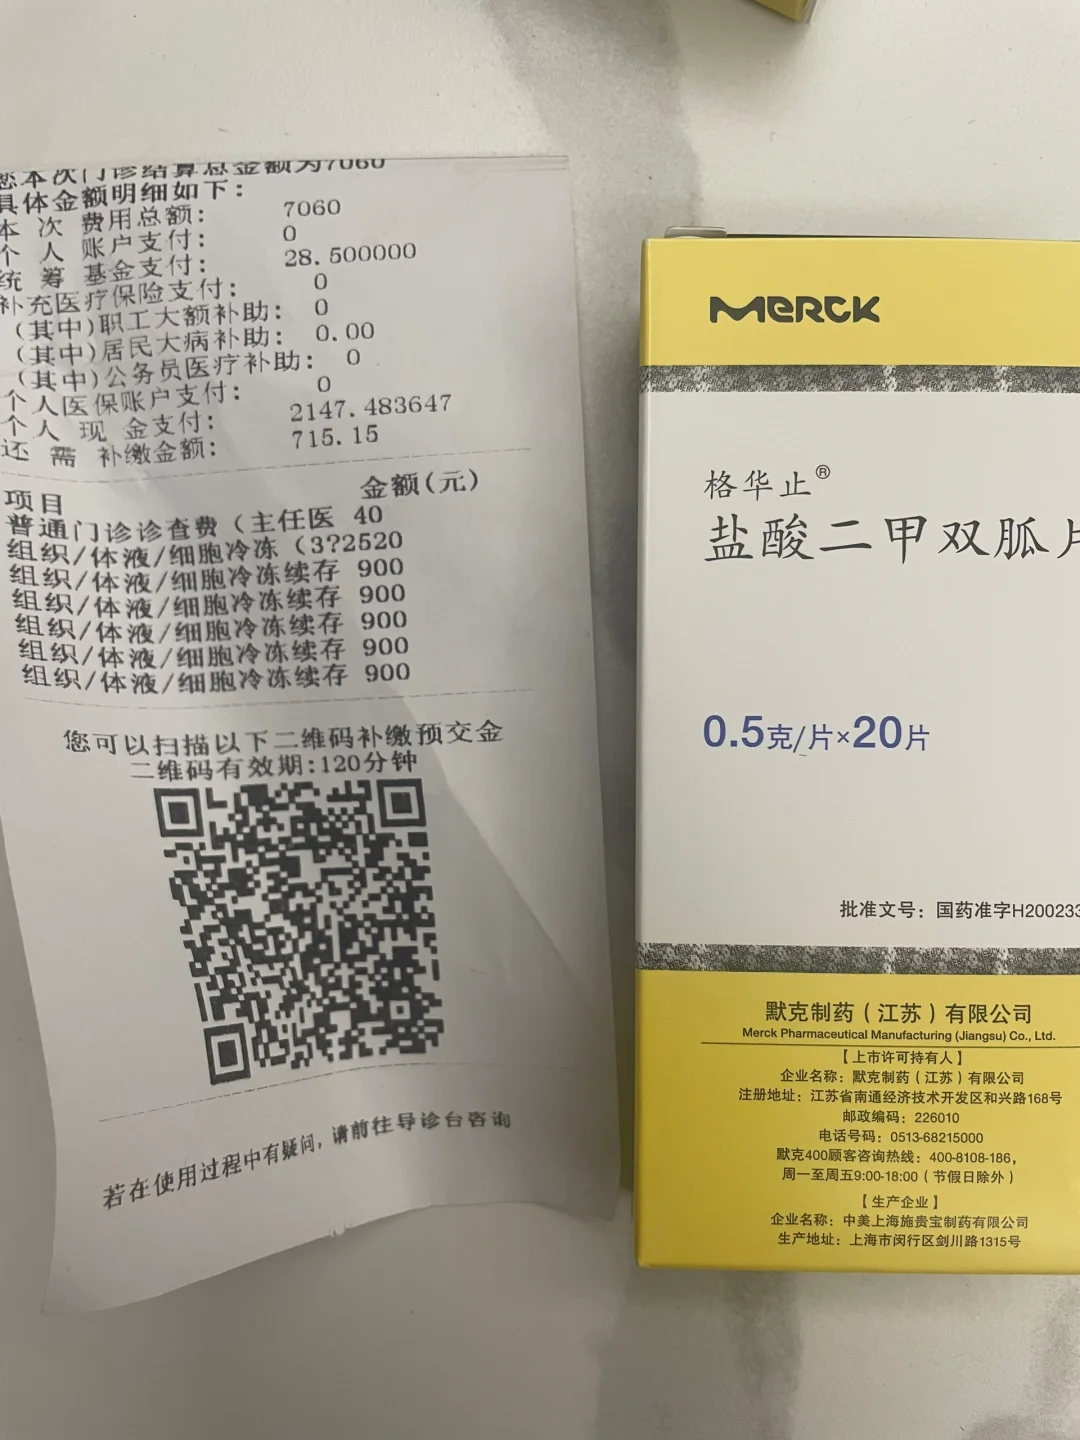 您本次门诊结算总金额为7060
具体金额明细如下:
本 次 费用总额: 7060
个 人 账户支付: 0
统 筹 基金支付: 28.500000
补充医疗保险支付: 0
(其中)职工大额补助: 0
(其中)居民大病补助: 0.00
(其中)公务员医疗补助: 0
个人医保账户支付: 0
个 人 现 金支付: 2147.483647
还 需 补缴金额: 715.15
项目 金额(元)
普通门诊诊查费（主任医 40
组织/体液/细胞冷冻（3?2520
组织/体液/细胞冷冻续存 900
组织/体液/细胞冷冻续存 900
组织/体液/细胞冷冻续存 900
组织/体液/细胞冷冻续存 900
组织/体液/细胞冷冻续存 900
您可以扫描以下二维码补缴预交金
二维码有效期:120分钟
若在使用过程中有疑问，请前往导诊台咨询
MERCK
格华止®
盐酸二甲双胍片
0.5克/片×20片
批准文号：国药准字H200233
默克制药（江苏）有限公司
Merck Pharmaceutical Manufacturing (Jiangsu) Co., Ltd.
【上市许可持有人】
企业名称：默克制药（江苏）有限公司
注册地址：江苏省南通经济技术开发区和兴路168号
邮政编码：226010
电话号码：0513-68215000
默克400顾客咨询热线：400-8108-186，
周一至周五9:00-18:00（节假日除外）
【生产企业】
企业名称：中美上海施贵宝制药有限公司
生产地址：上海市闵行区剑川路1315号